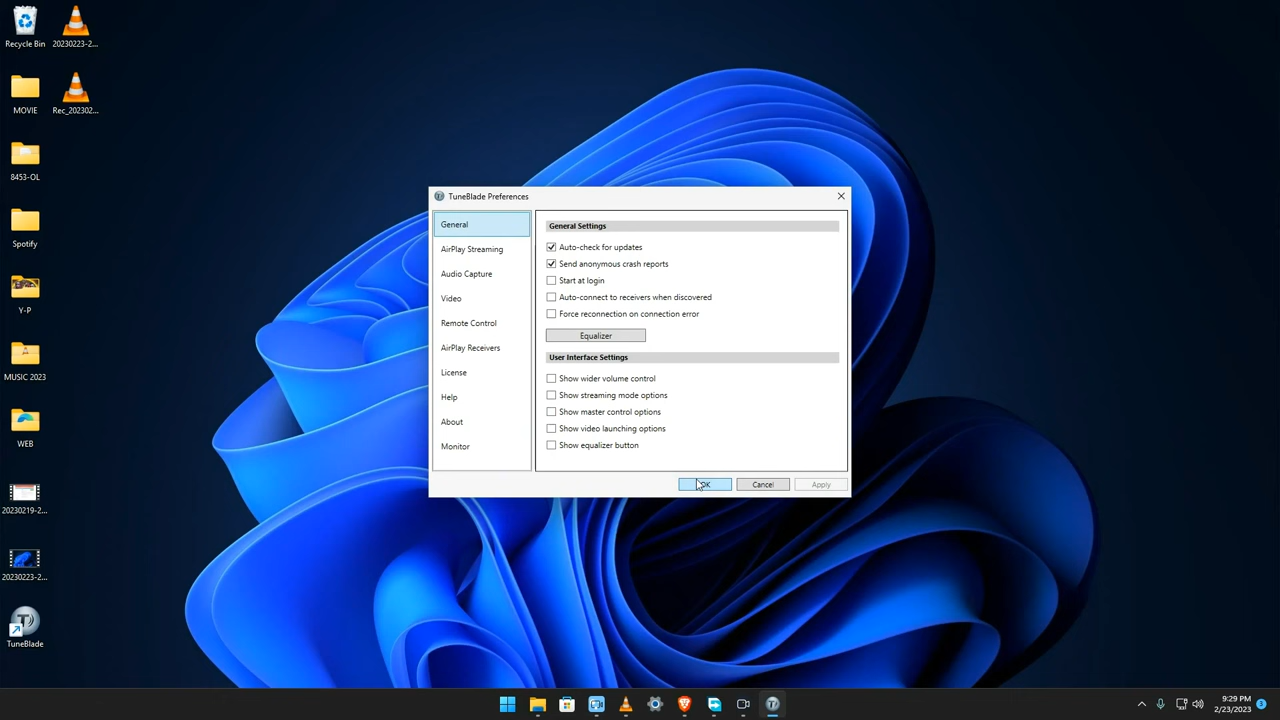 Recycle Bin
20230223-2...
MOVIE
Rec_202302...
8453-OL
Spotify
Y-P
MUSIC 2023
WEB
20230219-2...
20230223-2...
TuneBlade
TuneBlade Preferences
General
AirPlay Streaming
Audio Capture
Video
Remote Control
AirPlay Receivers
License
Help
About
Monitor
General Settings
Auto-check for updates
Send anonymous crash reports
Start at login
Auto-connect to receivers when discovered
Force reconnection on connection error
Equalizer
User Interface Settings
Show wider volume control
Show streaming mode options
Show master control options
Show video launching options
Show equalizer button
OK
Cancel
Apply
9:29 PM
2/23/2023
3